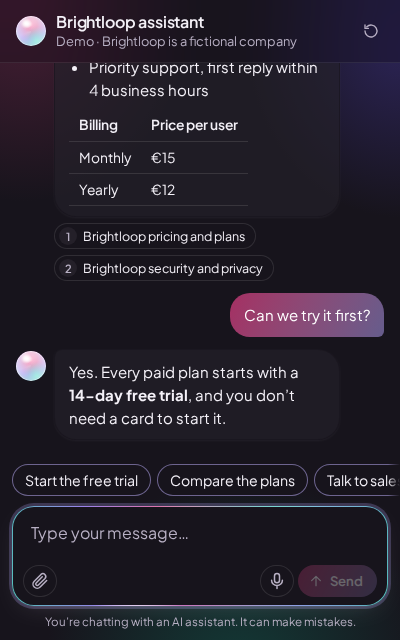 Brightloop assistant
Demo · Brightloop is a fictional company
• Priority support, first reply within
4 business hours
Billing Price per user
Monthly €15
Yearly €12
1 Brightloop pricing and plans
2 Brightloop security and privacy
Can we try it first?
Yes. Every paid plan starts with a
14-day free trial, and you don't
need a card to start it.
Start the free trial Compare the plans Talk to sale
Type your message…
Send
You're chatting with an AI assistant. It can make mistakes.